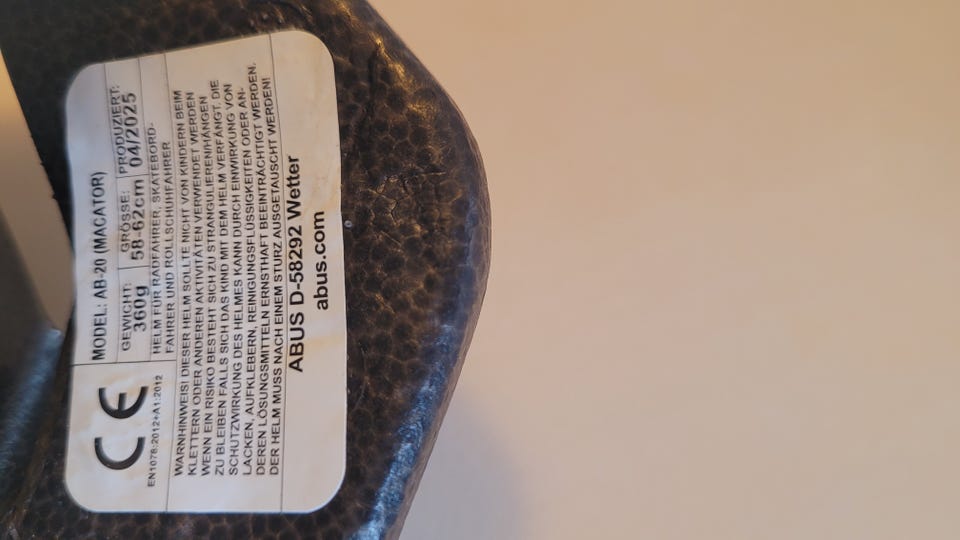 CE
EN1078:2012+A1:2012
MODEL: AB-20 (MACATOR)
GEWICHT: GRÖSSE: PRODUZIERT:
360g 58-62cm 04/2025
HELM FÜR RADFAHRER, SKATEBORD-
FAHRER UND ROLLSCHUHFAHRER
WARNHINWEIS! DIESER HELM SOLLTE NICHT VON KINDERN BEIM
KLETTERN ODER ANDEREN AKTIVITÄTEN VERWENDET WERDEN
WENN EIN RISIKO BESTEHT SICH ZU STRANGULIEREN/HÄNGEN
ZU BLEIBEN FALLS SICH DAS KIND MIT DEM HELM VERFÄNGT. DIE
SCHUTZWIRKUNG DES HELMES KANN DURCH EINWIRKUNG VON
LACKEN, AUFKLEBERN, REINIGUNGSFLÜSSIGKEITEN ODER AN-
DEREN LÖSUNGSMITTELN ERNSTHAFT BEEINTRÄCHTIGT WERDEN.
DER HELM MUSS NACH EINEM STURZ AUSGETAUSCHT WERDEN!
ABUS D-58292 Wetter
abus.com